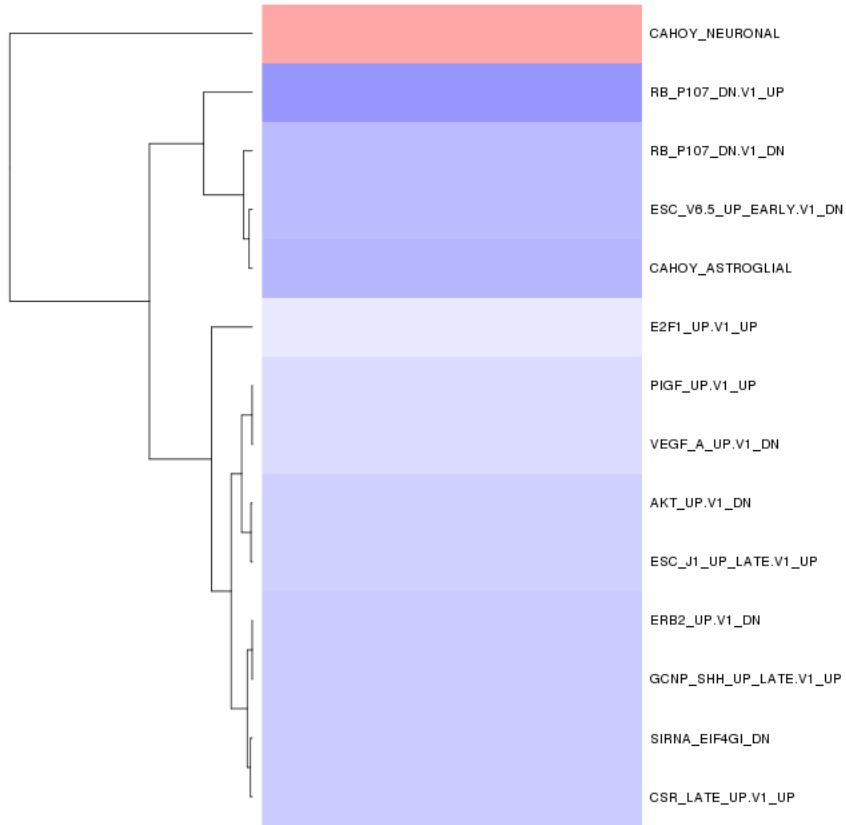 CAHOY_NEURONAL
RB_P107_DN.V1_UP
RB_P107_DN.V1_DN
ESC_V6.5_UP_EARLY.V1_DN
CAHOY_ASTROGLIAL
E2F1_UP.V1_UP
PIGF_UP.V1_UP
VEGF_A_UP.V1_DN
AKT_UP.V1_DN
ESC_J1_UP_LATE.V1_UP
ERB2_UP.V1_DN
GCNP_SHH_UP_LATE.V1_UP
SIRNA_EIF4GI_DN
CSR_LATE_UP.V1_UP